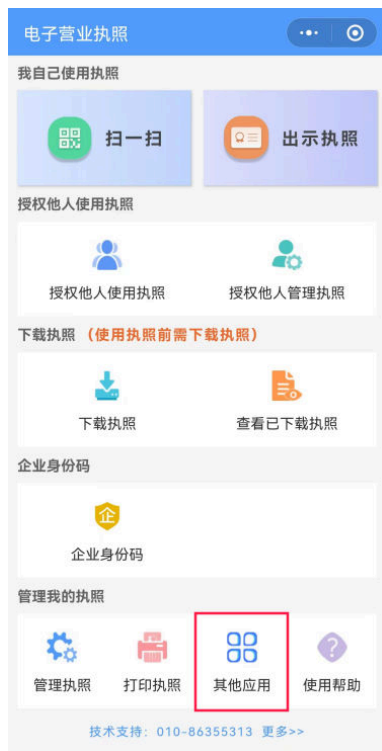 电子营业执照
我自己使用执照
扫一扫
出示执照
授权他人使用执照
授权他人使用执照
授权他人管理执照
下载执照（使用执照前需下载执照）
下载执照
查看已下载执照
企业身份码
企
企业身份码
管理我的执照
管理执照
打印执照
其他应用
使用帮助
技术支持：010-86355313 更多>>